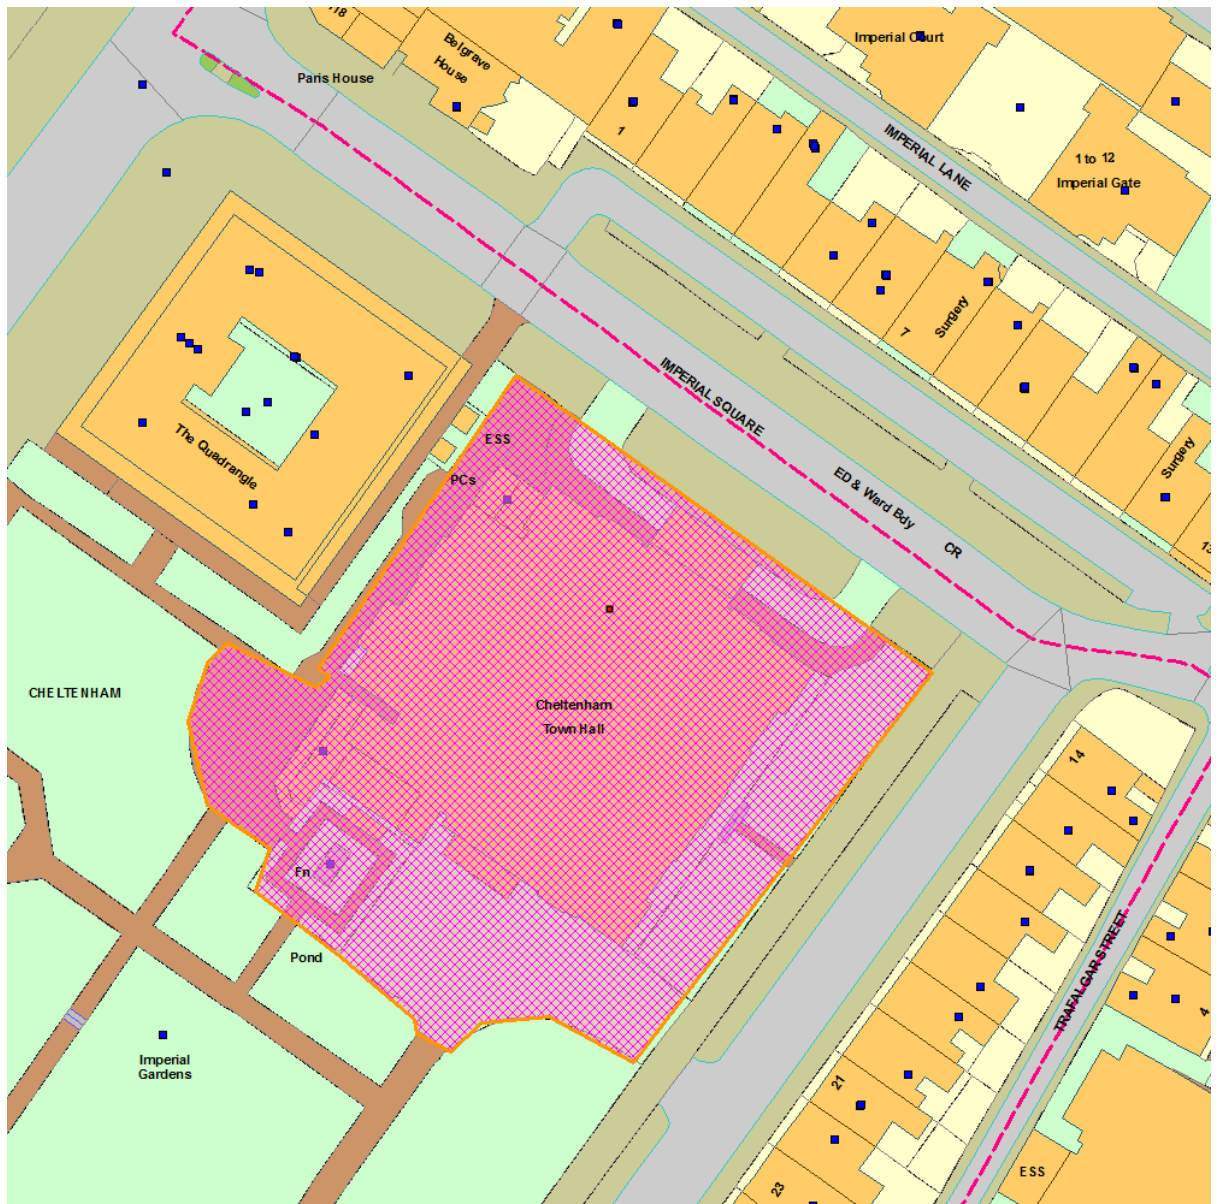 118
Belgrave
House
Paris House
Imperial Court
1
IMPERIAL LANE
1 to 12
Imperial Gate
7
Surgery
IMPERIAL SQUARE
ED & Ward Bdy
CR
Surgery
13
The Quadrangle
ESS
PCs
CHELTENHAM
Cheltenham
Town Hall
14
Fn
Pond
TRAFALGAR STREET
4
Imperial
Gardens
21
23
ESS